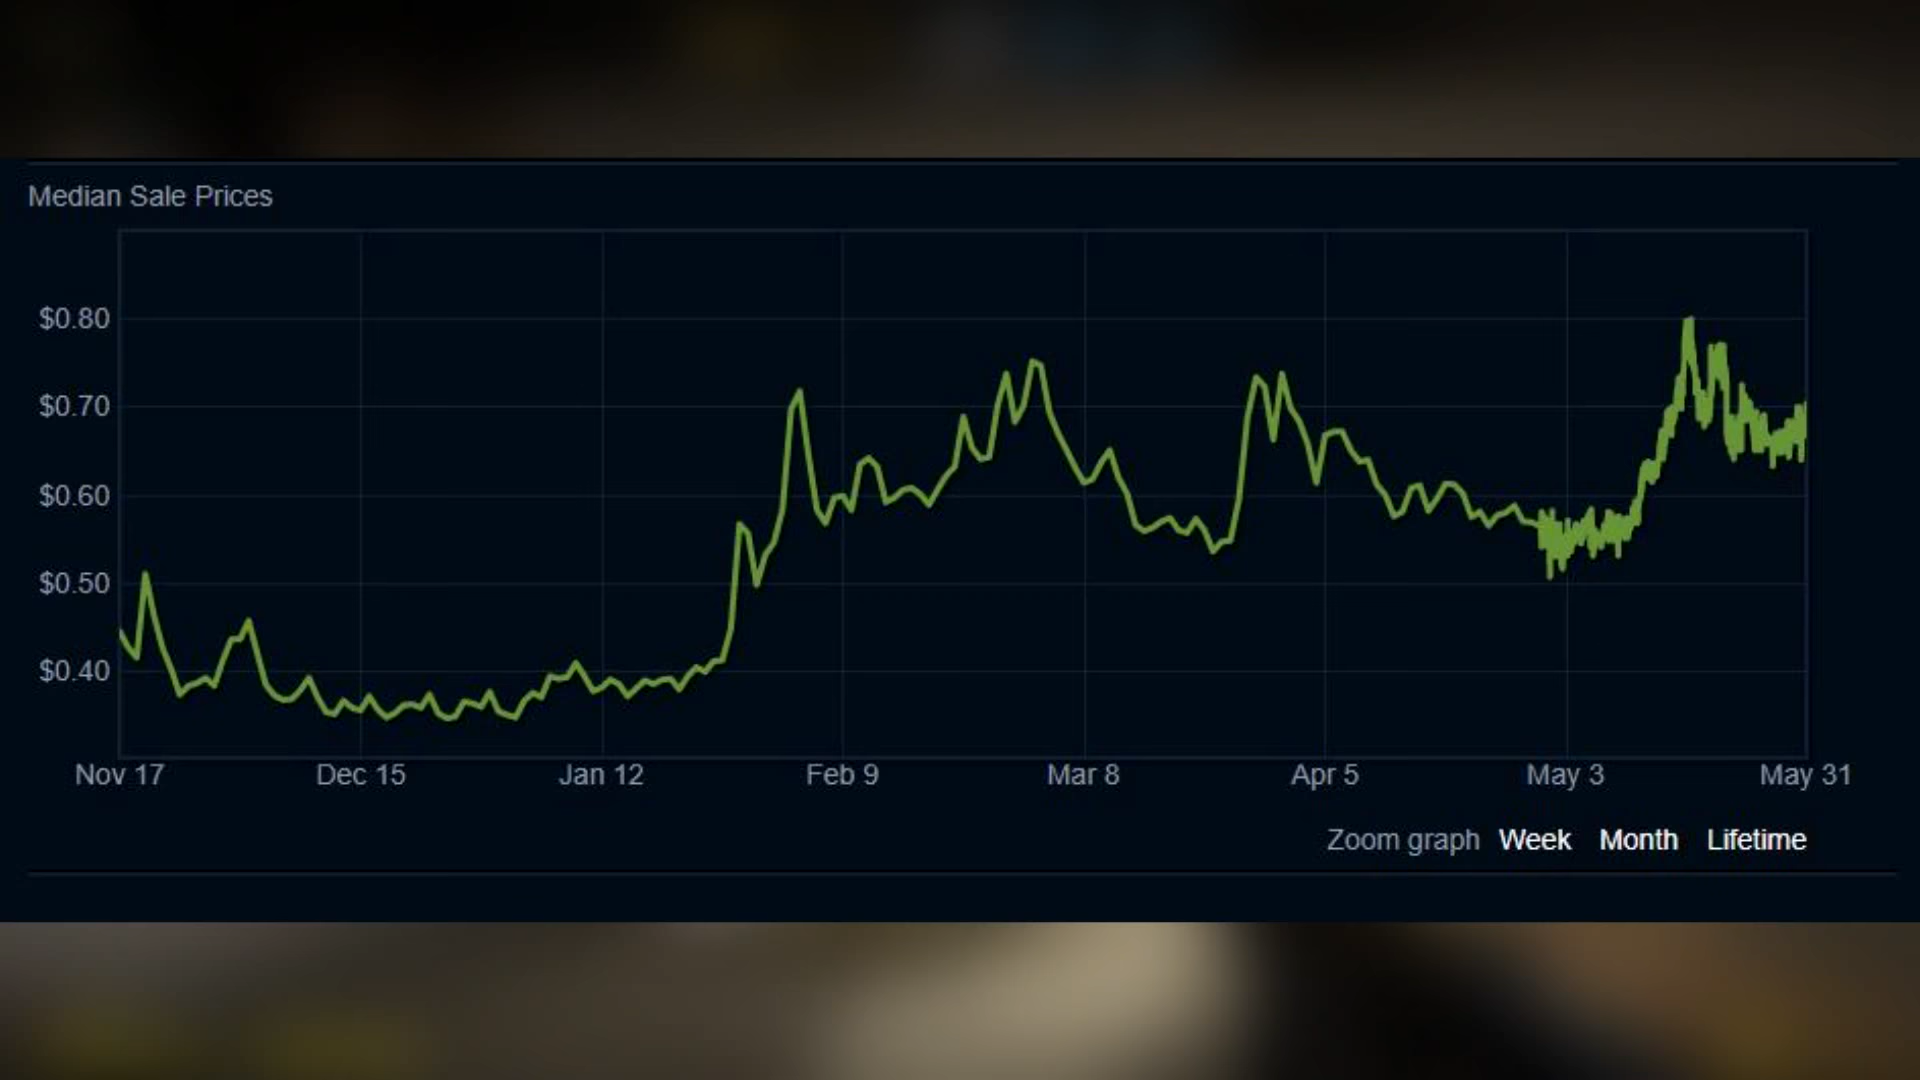 Median Sale Prices
$0.80
$0.70
$0.60
$0.50
$0.40
Nov 17 Dec 15 Jan 12 Feb 9 Mar 8 Apr 5 May 3 May 31
Zoom graph Week Month Lifetime